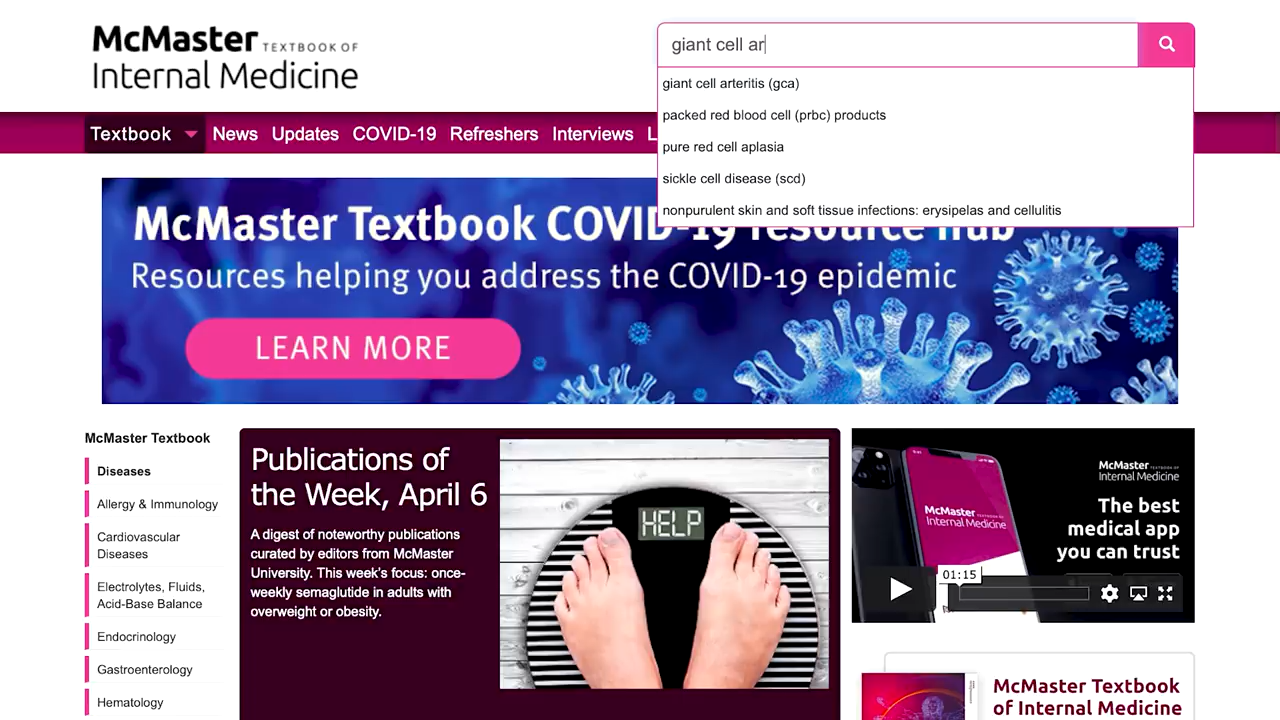 McMaster TEXTBOOK OF
Internal Medicine
giant cell ar
giant cell arteritis (gca)
packed red blood cell (prbc) products
pure red cell aplasia
sickle cell disease (scd)
nonpurulent skin and soft tissue infections: erysipelas and cellulitis
Textbook News Updates COVID-19 Refreshers Interviews L
McMaster Textbook COVID-19 resource hub
Resources helping you address the COVID-19 epidemic
LEARN MORE
McMaster Textbook
Diseases
Allergy & Immunology
Cardiovascular
Diseases
Electrolytes, Fluids,
Acid-Base Balance
Endocrinology
Gastroenterology
Hematology
Publications of
the Week, April 6
A digest of noteworthy publications
curated by editors from McMaster
University. This week's focus: once-
weekly semaglutide in adults with
overweight or obesity.
HELP
McMaster
Internal Medicine
McMaster TEXTBOOK OF
Internal Medicine
The best
medical app
you can trust
01:15
McMaster Textbook
of Internal Medicine